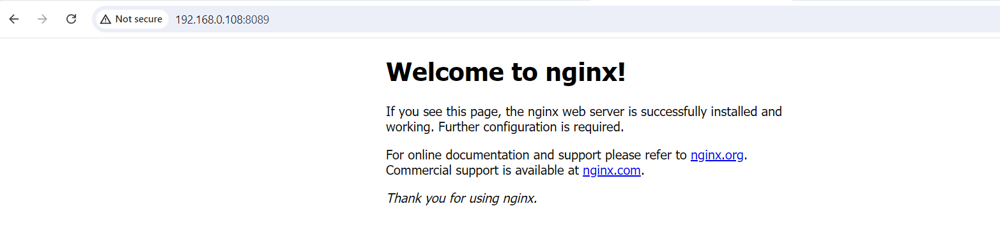 Not secure 192.168.0.108:8089
Welcome to nginx!
If you see this page, the nginx web server is successfully installed and
working. Further configuration is required.
For online documentation and support please refer to nginx.org.
Commercial support is available at nginx.com.
Thank you for using nginx.